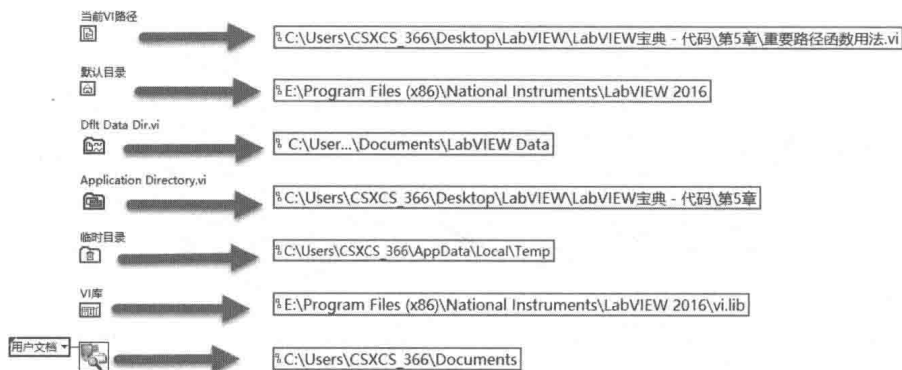 当前VI路径
C:\Users\CSXCS_366\Desktop\LabVIEW\LabVIEW宝典 - 代码\第5章\重要路径函数用法.vi
默认目录
E:\Program Files (x86)\National Instruments\LabVIEW 2016
Dflt Data Dir.vi
C:\User...\Documents\LabVIEW Data
Application Directory.vi
C:\Users\CSXCS_366\Desktop\LabVIEW\LabVIEW宝典 - 代码\第5章
临时目录
C:\Users\CSXCS_366\AppData\Local\Temp
VI库
E:\Program Files (x86)\National Instruments\LabVIEW 2016\vi.lib
用户文档
C:\Users\CSXCS_366\Documents